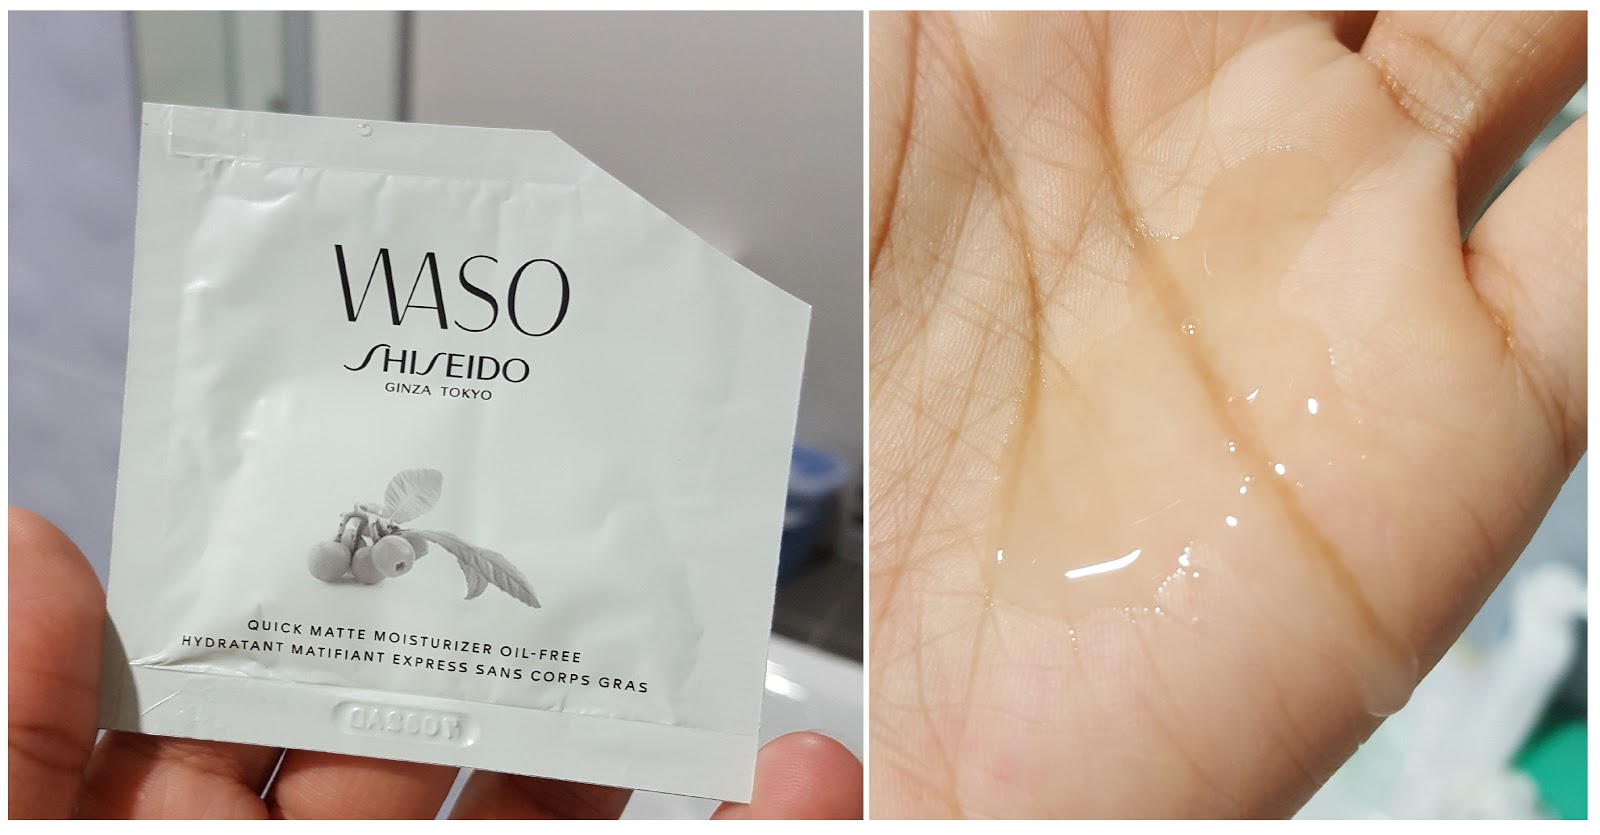 WASO
SHISEIDO
GINZA TOKYO
QUICK MATTE MOISTURIZER OIL-FREE
HYDRATANT MATIFIANT EXPRESS SANS CORPS GRAS